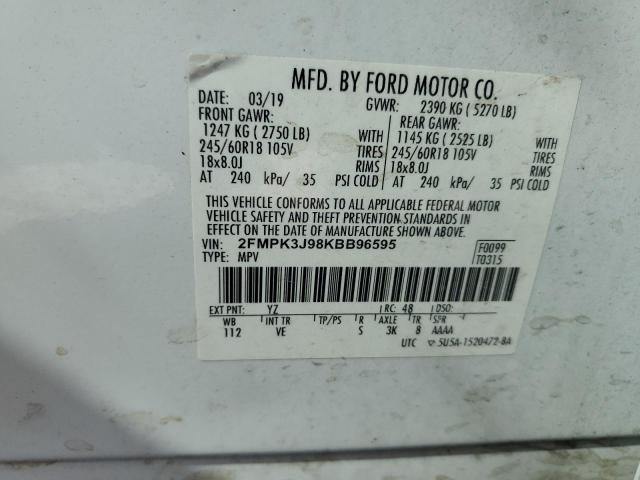 MFD. BY FORD MOTOR CO.
DATE: 03/19 GVWR: 2390 KG ( 5270 LB)
FRONT GAWR: REAR GAWR:
1247 KG ( 2750 LB) WITH 1145 KG ( 2525 LB) WITH
245/60R18 105V TIRES 245/60R18 105V TIRES
18x8.0J RIMS 18x8.0J RIMS
AT 240 kPa/ 35 PSI COLD AT 240 kPa/ 35 PSI COLD
THIS VEHICLE CONFORMS TO ALL APPLICABLE FEDERAL MOTOR
VEHICLE SAFETY AND THEFT PREVENTION STANDARDS IN
EFFECT ON THE DATE OF MANUFACTURE SHOWN ABOVE.
VIN: 2FMPK3J98KBB96595 F0099
TYPE: MPV T0315
EXT PNT: YZ RC: 48 DSO:
WB INT TR TP/PS R AXLE TR SPR
112 VE S 3K 8 AAAA
UTC 5U5A-1520472-8A